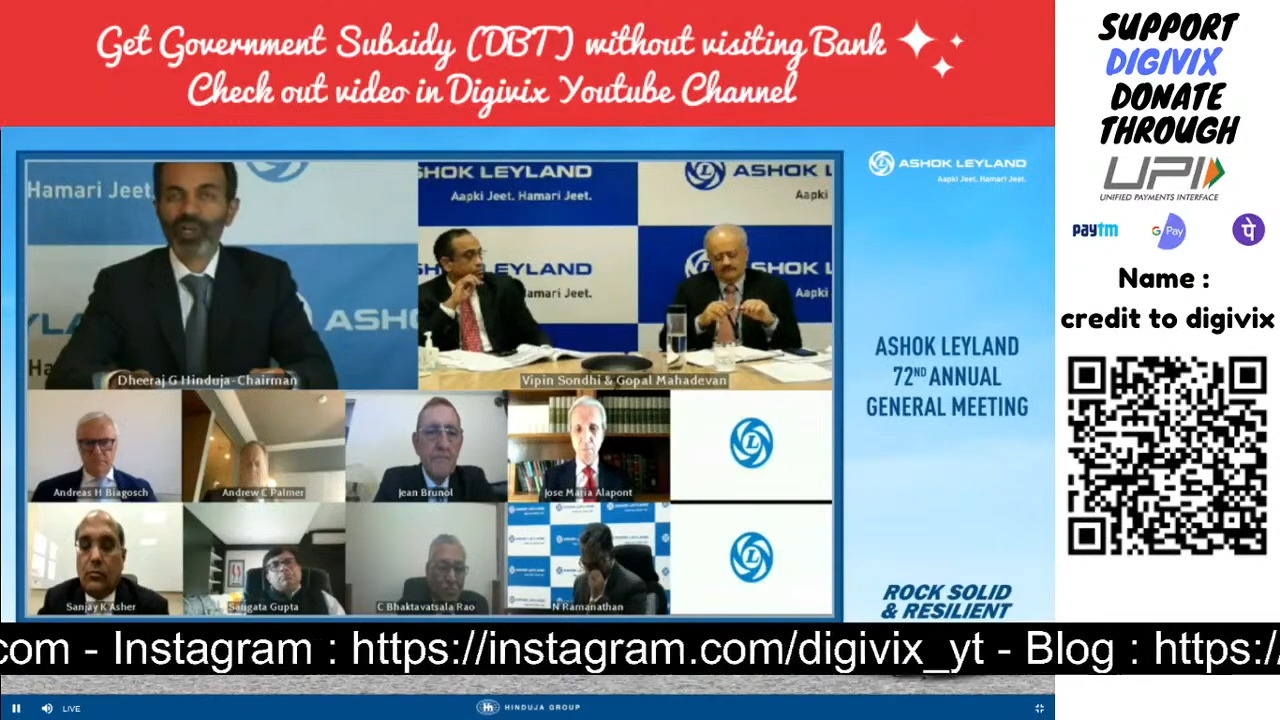 Get Government Subsidy (DBT) without visiting Bank
Check out video in Digivix Youtube Channel
SUPPORT
DIGIVIX
DONATE
THROUGH
UPI
UNIFIED PAYMENTS INTERFACE
paytm
G Pay
पे
Name :
credit to digivix
ASHOK LEYLAND
Aapki Jeet. Hamari Jeet.
Hamari Jeet.
ASHOK
Dheeraj G Hinduja-Chairman
SHOK LEYLAND
Aapki Jeet. Hamari Jeet.
ASHOK L
Aapki
EYLAND
amari Jeet.
SHOK L
Aapki
Vipin Sondhi & Gopal Mahadevan
Andreas H Biagosch
Andrew C Palmer
Jean Brunol
Jose Maria Alapont
Sanjay K Asher
Sangata Gupta
C Bhaktavatsala Rao
N Ramanathan
ASHOK LEYLAND
72ND ANNUAL
GENERAL MEETING
ROCK SOLID
& RESILIENT
com - Instagram : https://instagram.com/digivix_yt - Blog : https:/
LIVE
HINDUJA GROUP